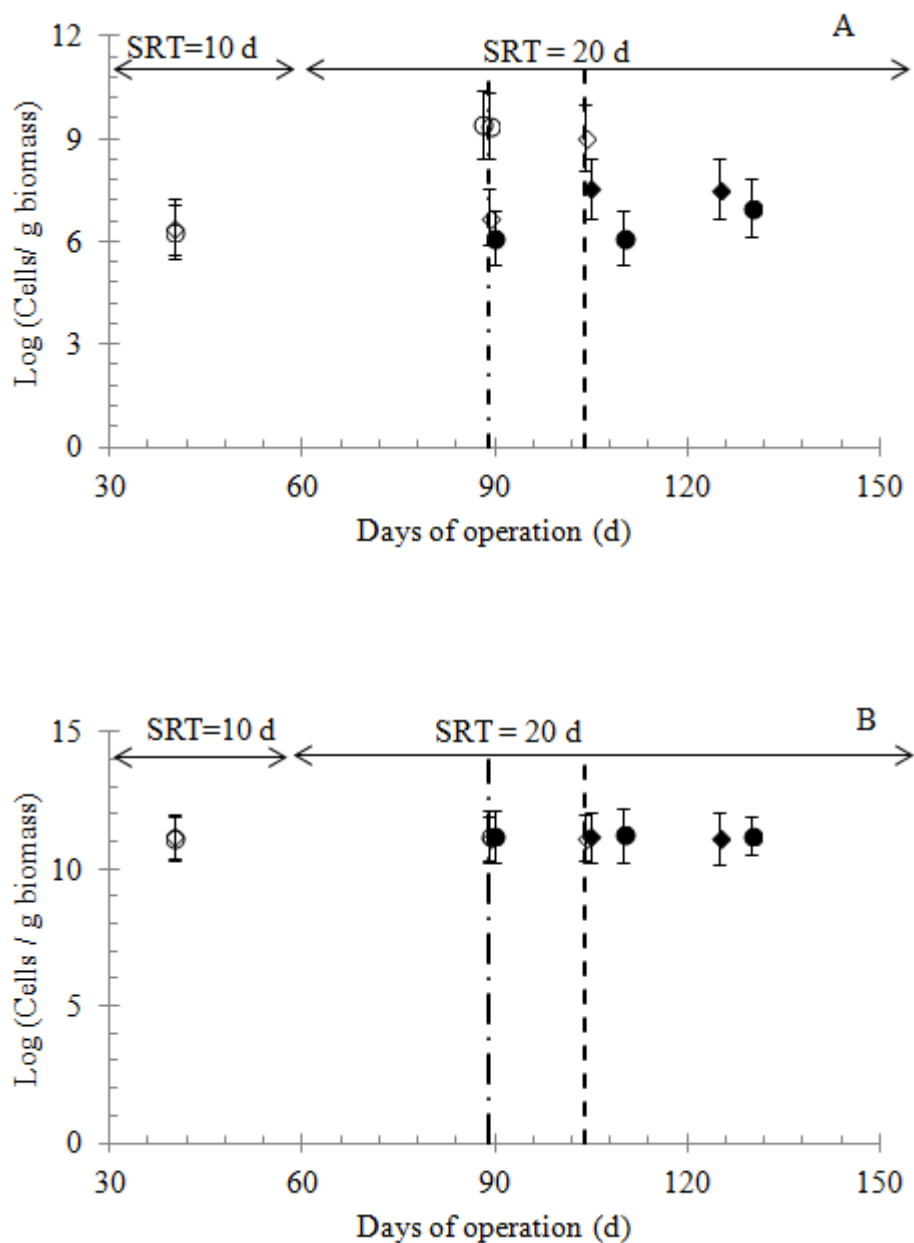 A
SRT=10 d
SRT = 20 d
12
9
6
3
0
Log (Cells/ g biomass)
30 60 90 120 150
Days of operation (d)
B
SRT=10 d
SRT = 20 d
15
10
5
0
Log (Cells / g biomass)
30 60 90 120 150
Days of operation (d)